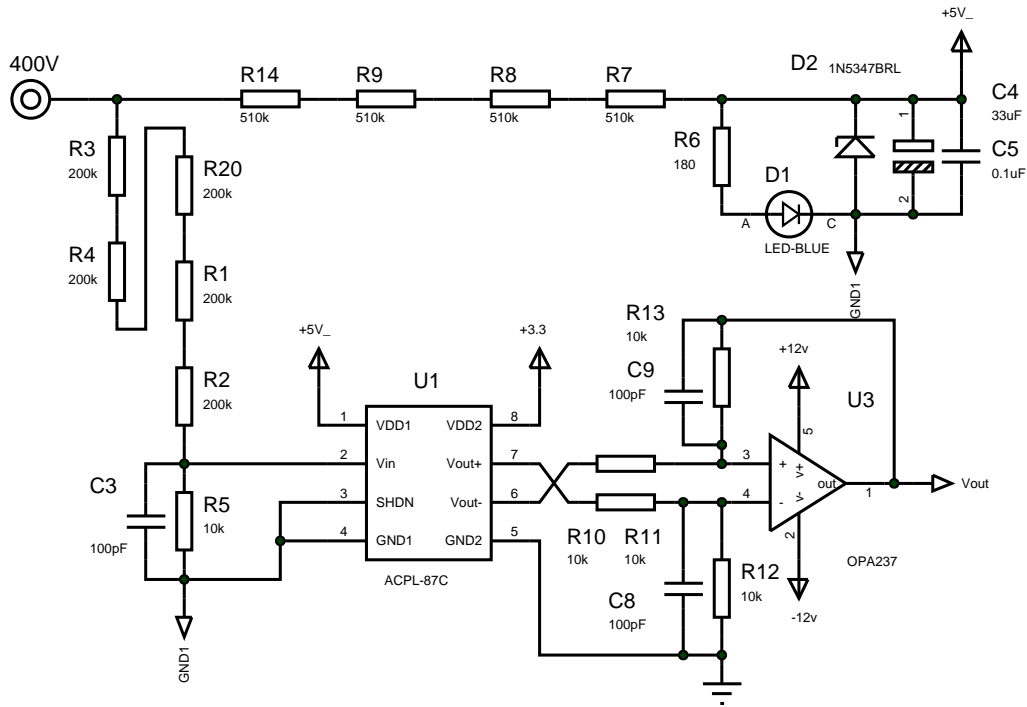 +5V_
400V
D2 1N5347BRL
R14
510k
R9
510k
R8
510k
R7
510k
C4
33uF
1
2
C5
0.1uF
R3
200k
R20
200k
R6
180
D1
A
C
LED-BLUE
GND1
R4
200k
R1
200k
R13
10k
+5V_
+3.3
+12v
R2
200k
U1
C9
100pF
U3
1
VDD1
VDD2
8
2
Vin
Vout+
7
3
SHDN
Vout-
6
4
GND1
GND2
5
ACPL-87C
3
+
v+
5
out
1
Vout
4
-
v-
2
C3
100pF
R5
10k
R10
10k
R11
10k
R12
10k
OPA237
C8
100pF
-12v
GND1